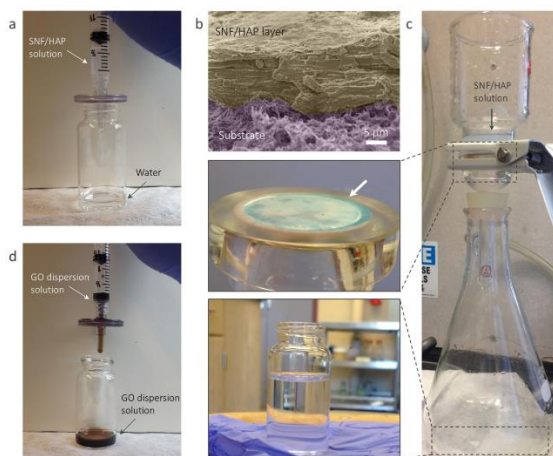 a
SNF/HAP
solution
Water
b
SNF/HAP layer
Substrate
5 μm
c
SNF/HAP
solution
d
GO dispersion
solution
GO dispersion
solution